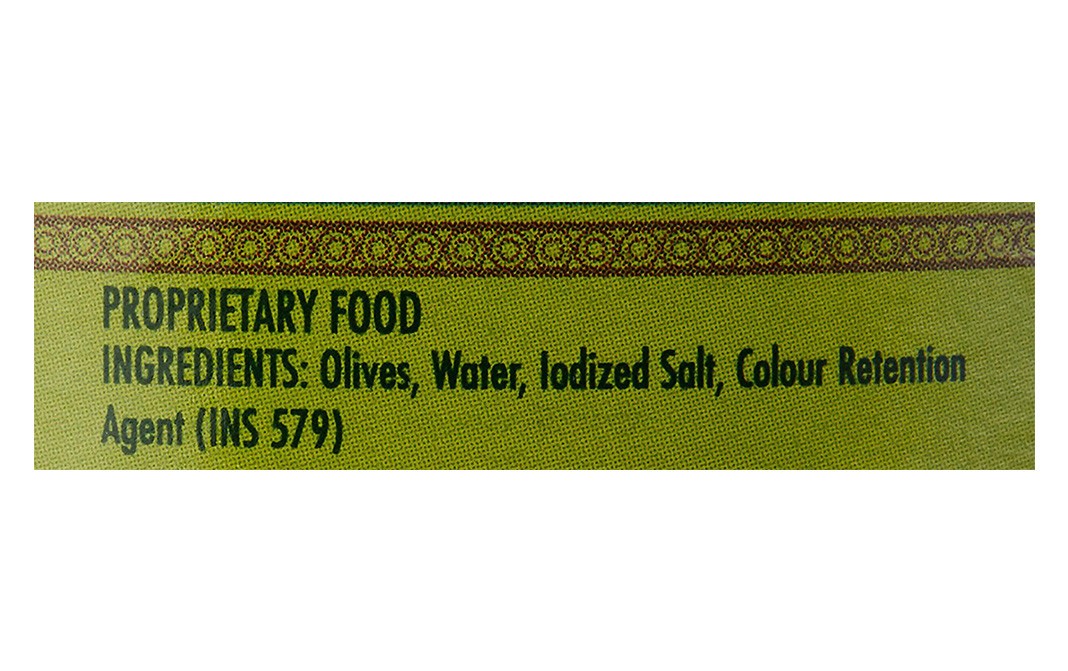 PROPRIETARY FOOD
INGREDIENTS: Olives, Water, Iodized Salt, Colour Retention
Agent (INS 579)